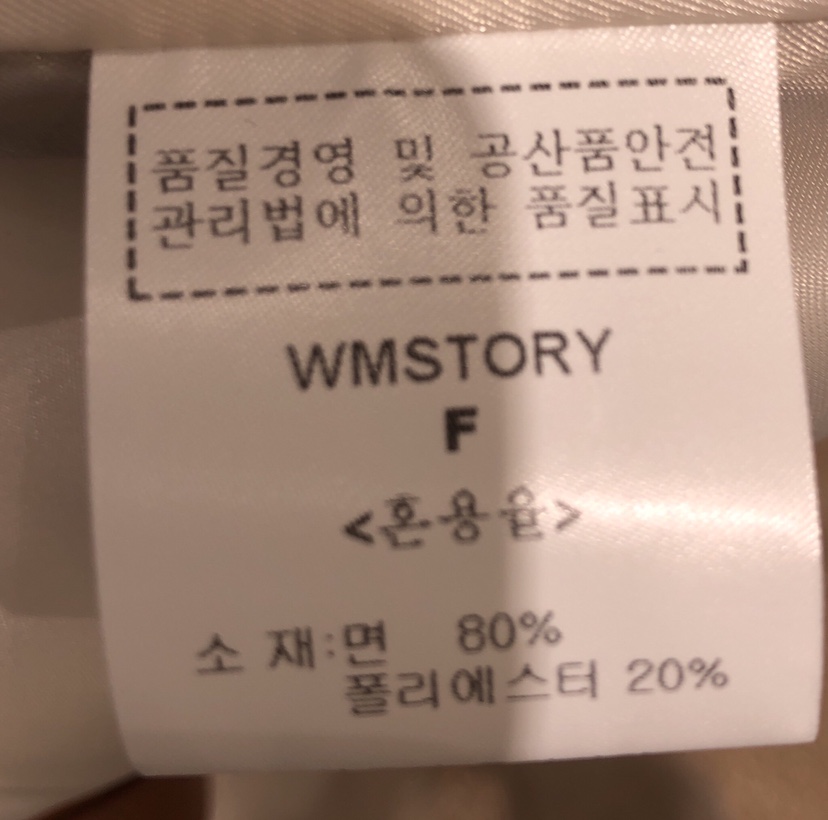 품질경영 및 공산품안전
관리법에 의한 품질표시
WMSTORY
F
<혼용율>
소 재:면 80%
폴리에스터 20%